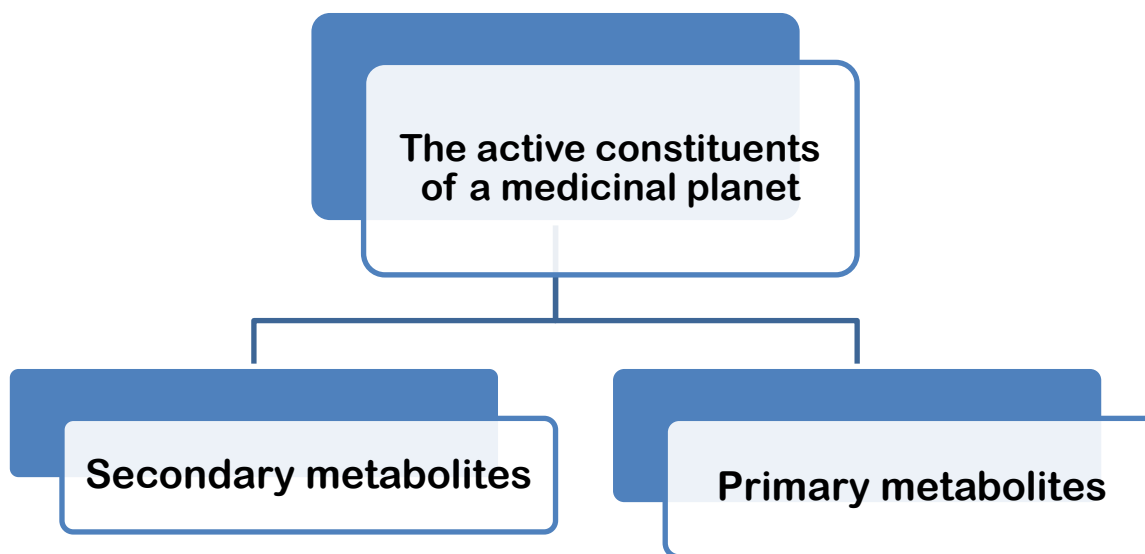 The active constituents
of a medicinal planet
Secondary metabolites
Primary metabolites